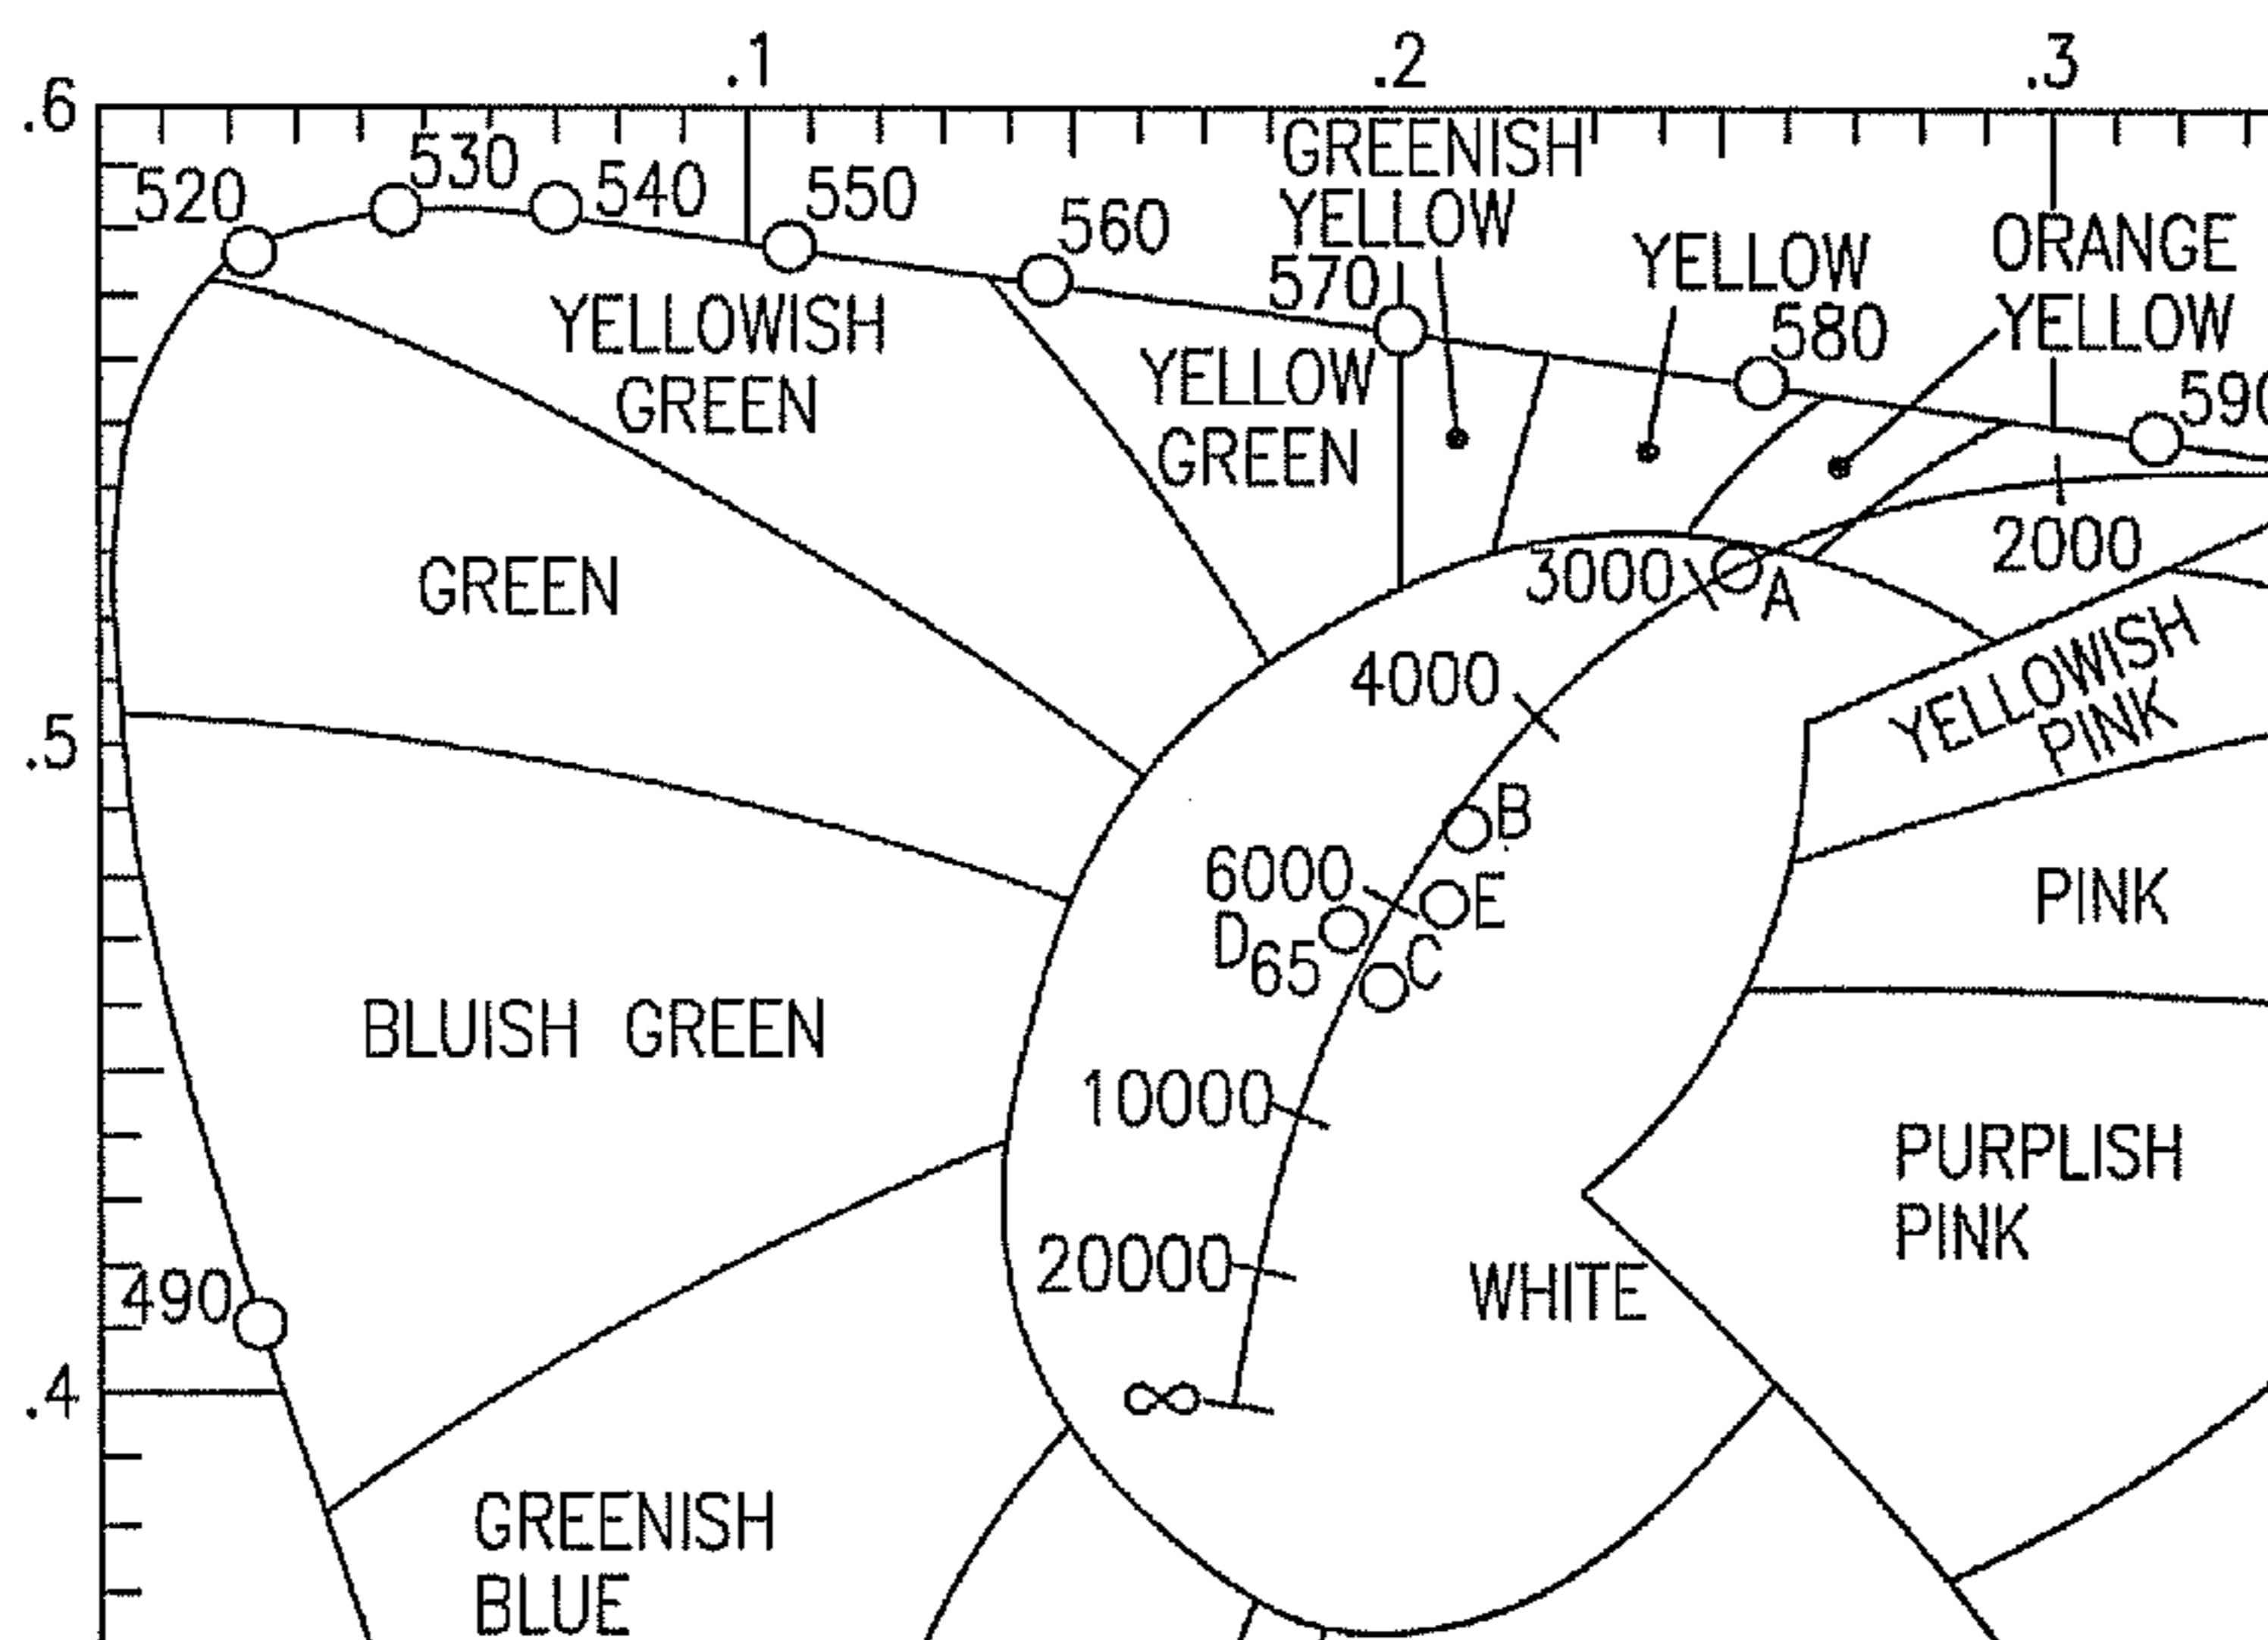 .1
.2
.3
.6
520
530
540
550
560
GREENISH
YELLOW
570
YELLOW
580
ORANGE
YELLOW
590
YELLOWISH
GREEN
YELLOW
GREEN
GREEN
3000
A
2000
4000
YELLOWISH
PINK
.5
B
6000
E
D65
C
PINK
BLUISH GREEN
10000
PURPLISH
PINK
20000
WHITE
490
.4
∞
GREENISH
BLUE